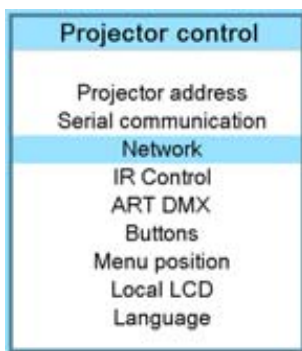 Projector control
Projector address
Serial communication
Network
IR Control
ART DMX
Buttons
Menu position
Local LCD
Language